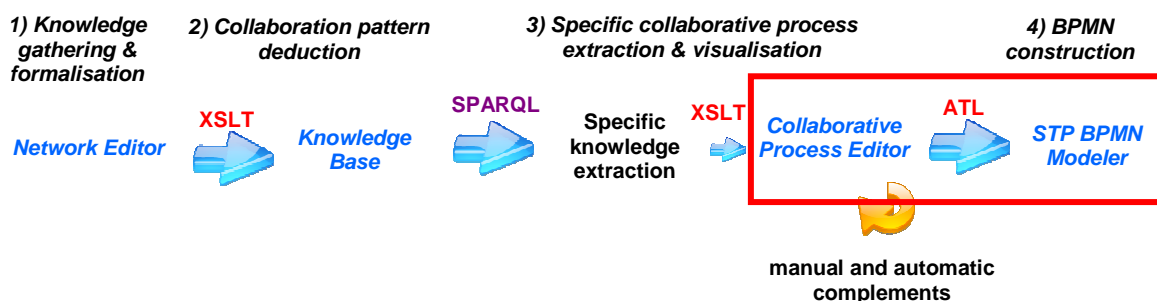 1) Knowledge
gathering &
formalisation
2) Collaboration pattern
deduction
3) Specific collaborative process
extraction & visualisation
4) BPMN
construction
Network Editor
XSLT
Knowledge
Base
SPARQL
Specific
knowledge
extraction
XSLT
Collaborative
Process Editor
ATL
STP BPMN
Modeler
manual and automatic
complements